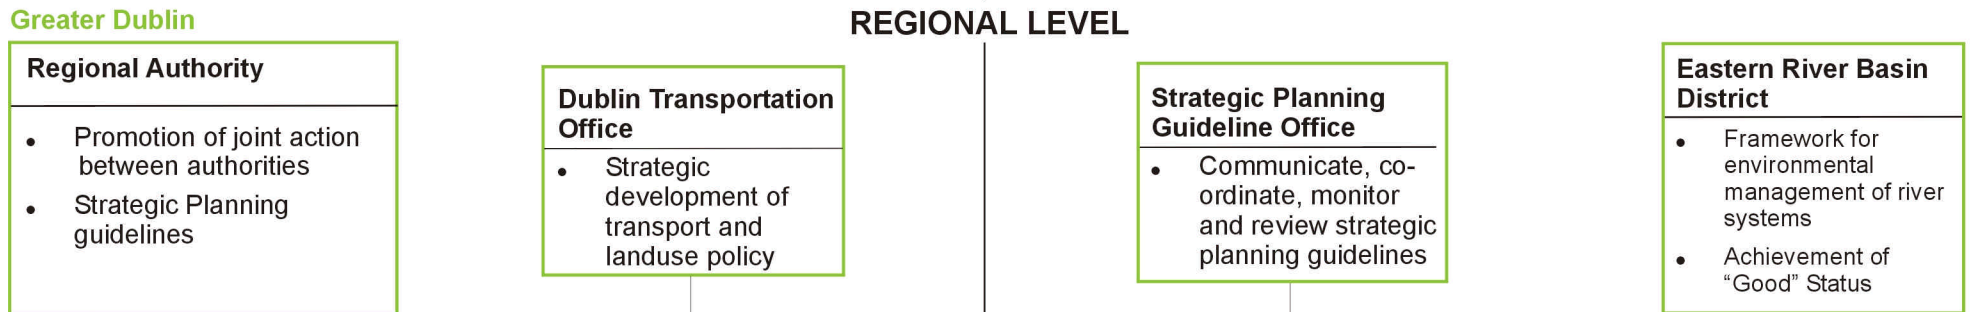 Greater Dublin
REGIONAL LEVEL
Regional Authority
• Promotion of joint action
between authorities
• Strategic Planning
guidelines
Dublin Transportation
Office
• Strategic
development of
transport and
landuse policy
Strategic Planning
Guideline Office
• Communicate, co-
ordinate, monitor
and review strategic
planning guidelines
Eastern River Basin
District
• Framework for
environmental
management of river
systems
• Achievement of
“Good” Status